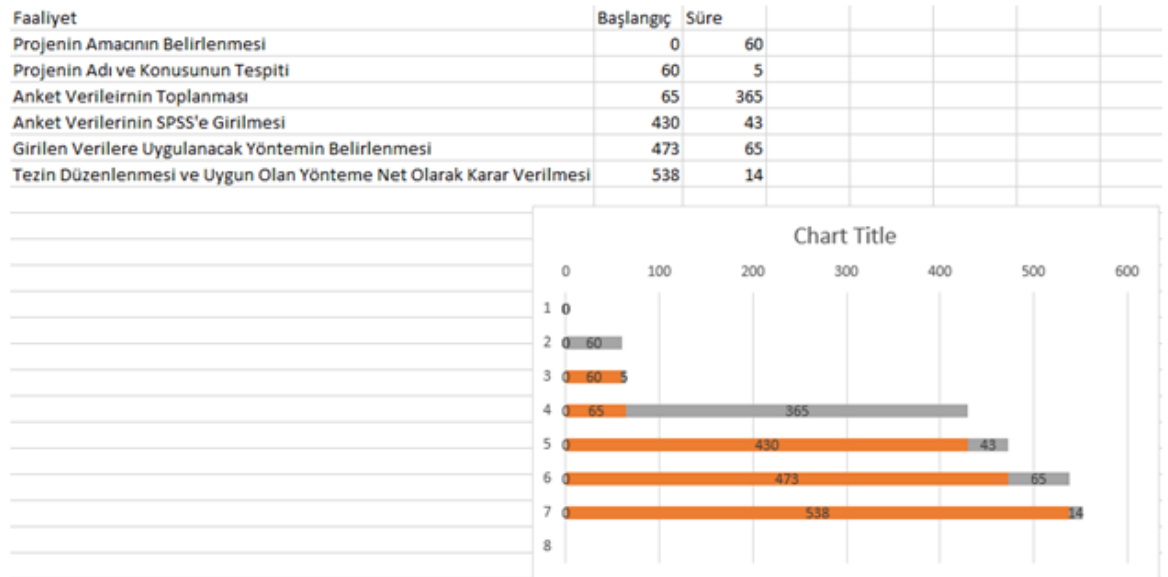 Faaliyet Başlangıç Süre
Projenin Amacının Belirlenmesi 0 60
Projenin Adı ve Konusunun Tespiti 60 5
Anket Verileirnin Toplanması 65 365
Anket Verilerinin SPSS'e Girilmesi 430 43
Girilen Verilere Uygulanacak Yöntemin Belirlenmesi 473 65
Tezin Düzenlenmesi ve Uygun Olan Yönteme Net Olarak Karar Verilmesi 538 14
Chart Title
0 100 200 300 400 500 600
1 0
2 0 60
3 0 60 5
4 0 65 365
5 0 430 43
6 0 473 65
7 0 538 14
8